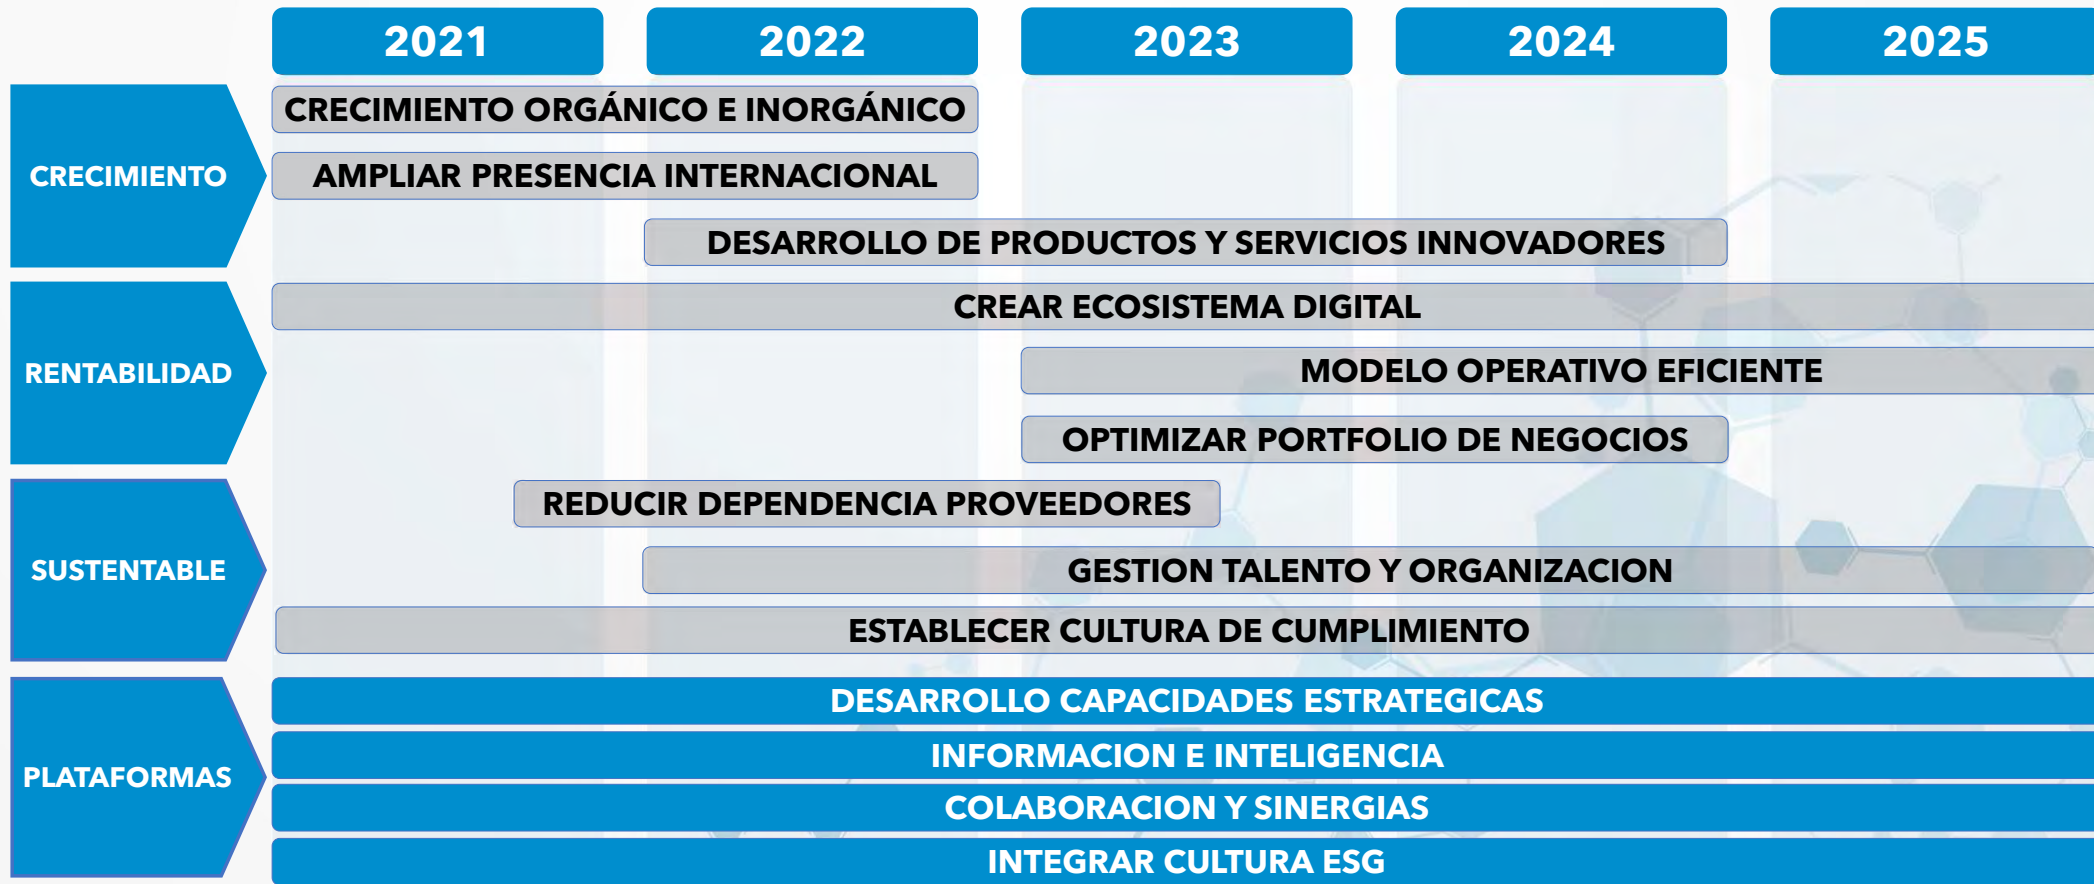 2021
2022
2023
2024
2025
CRECIMIENTO
CRECIMIENTO ORGÁNICO E INORGÁNICO
AMPLIAR PRESENCIA INTERNACIONAL
DESARROLLO DE PRODUCTOS Y SERVICIOS INNOVADORES
RENTABILIDAD
CREAR ECOSISTEMA DIGITAL
MODELO OPERATIVO EFICIENTE
OPTIMIZAR PORTFOLIO DE NEGOCIOS
SUSTENTABLE
REDUCIR DEPENDENCIA PROVEEDORES
GESTION TALENTO Y ORGANIZACION
ESTABLECER CULTURA DE CUMPLIMIENTO
PLATAFORMAS
DESARROLLO CAPACIDADES ESTRATEGICAS
INFORMACION E INTELIGENCIA
COLABORACION Y SINERGIAS
INTEGRAR CULTURA ESG